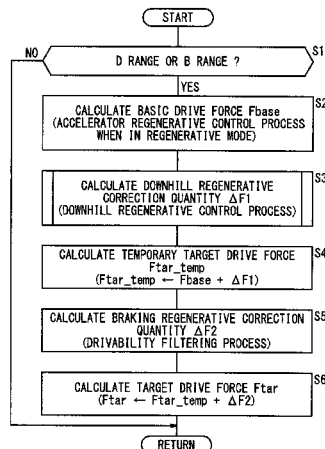 START
S1
NO
D RANGE OR B RANGE ?
YES
S2
CALCULATE BASIC DRIVE FORCE Fbase
(ACCELERATOR REGENERATIVE CONTROL PROCESS
WHEN IN REGENERATIVE MODE)
S3
CALCULATE DOWNHILL REGENERATIVE
CORRECTION QUANTITY ΔF1
(DOWNHILL REGENERATIVE CONTROL PROCESS)
S4
CALCULATE TEMPORARY TARGET DRIVE FORCE
Ftar_temp
(Ftar_temp ← Fbase + ΔF1)
S5
CALCULATE BRAKING REGENERATIVE CORRECTION
QUANTITY ΔF2
(DRIVABILITY FILTERING PROCESS)
S6
CALCULATE TARGET DRIVE FORCE Ftar
(Ftar ← Ftar_temp + ΔF2)
RETURN